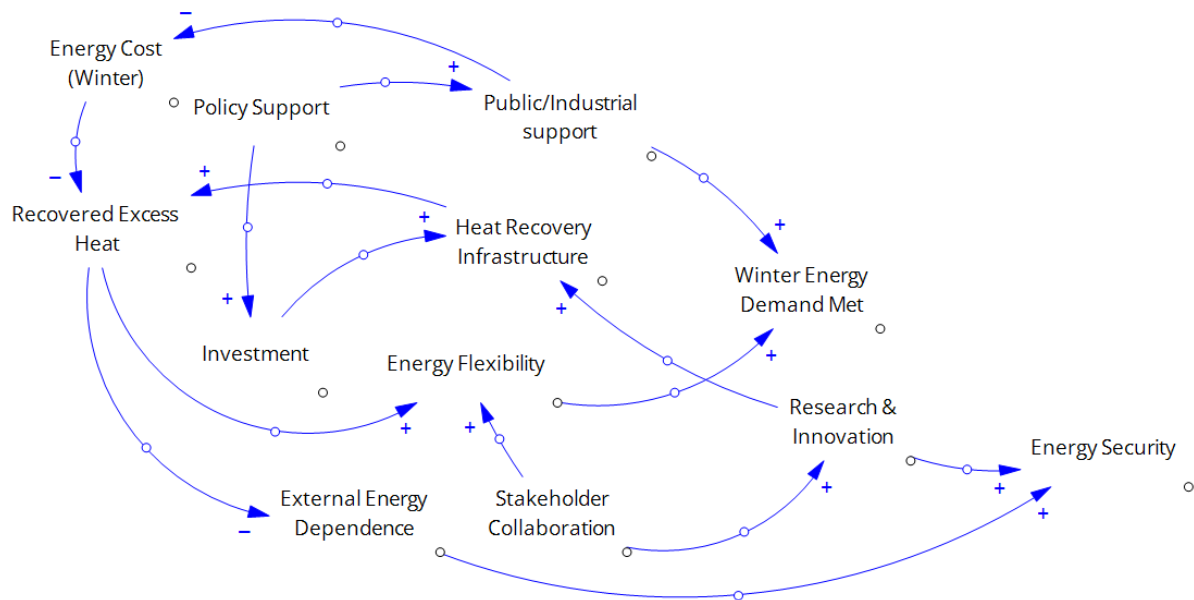 −
Energy Cost
(Winter)
+
Policy Support
Public/Industrial
support
−
+
Recovered Excess
Heat
+
Heat Recovery
Infrastructure
+
Winter Energy
Demand Met
+
+
Investment
Energy Flexibility
+
Research &
Innovation
+
+
Energy Security
+
+
External Energy
Dependence
Stakeholder
Collaboration
−
+